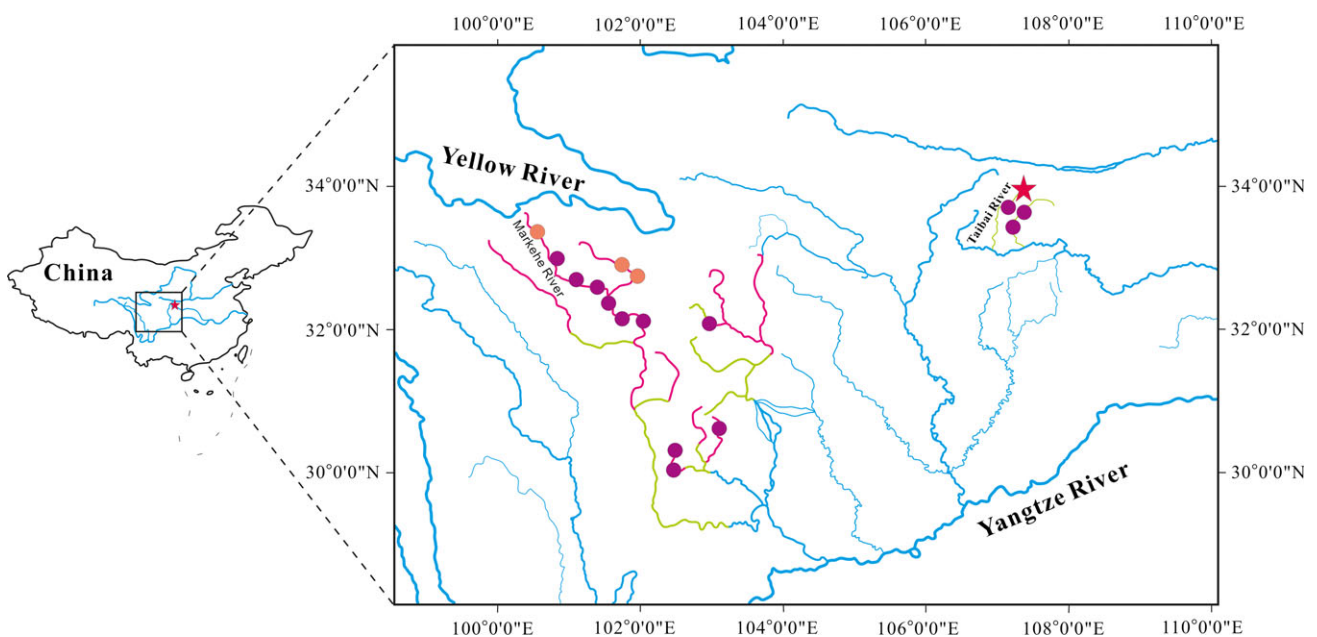 100°0'0"E 102°0'0"E 104°0'0"E 106°0'0"E 108°0'0"E 110°0'0"E
Yellow River
34°0'0"N
34°0'0"N
Taibai River
Markehe River
China
32°0'0"N
32°0'0"N
30°0'0"N
30°0'0"N
Yangtze River
100°0'0"E 102°0'0"E 104°0'0"E 106°0'0"E 108°0'0"E 110°0'0"E